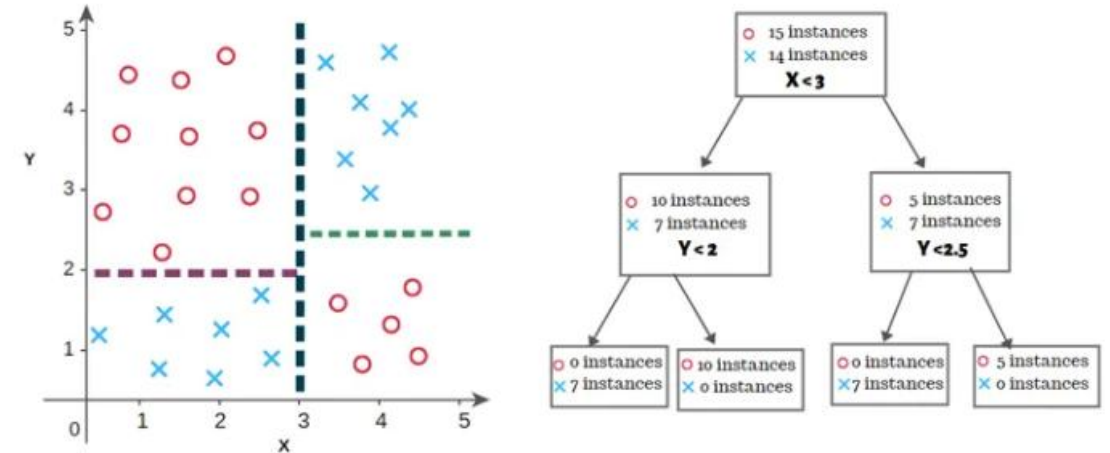 5
4
Y
3
2
1
0
1 2 3 4 5
X
15 instances
14 instances
X < 3
10 instances
7 instances
Y < 2
5 instances
7 instances
Y <2.5
0 instances
7 instances
10 instances
0 instances
0 instances
7 instances
5 instances
0 instances